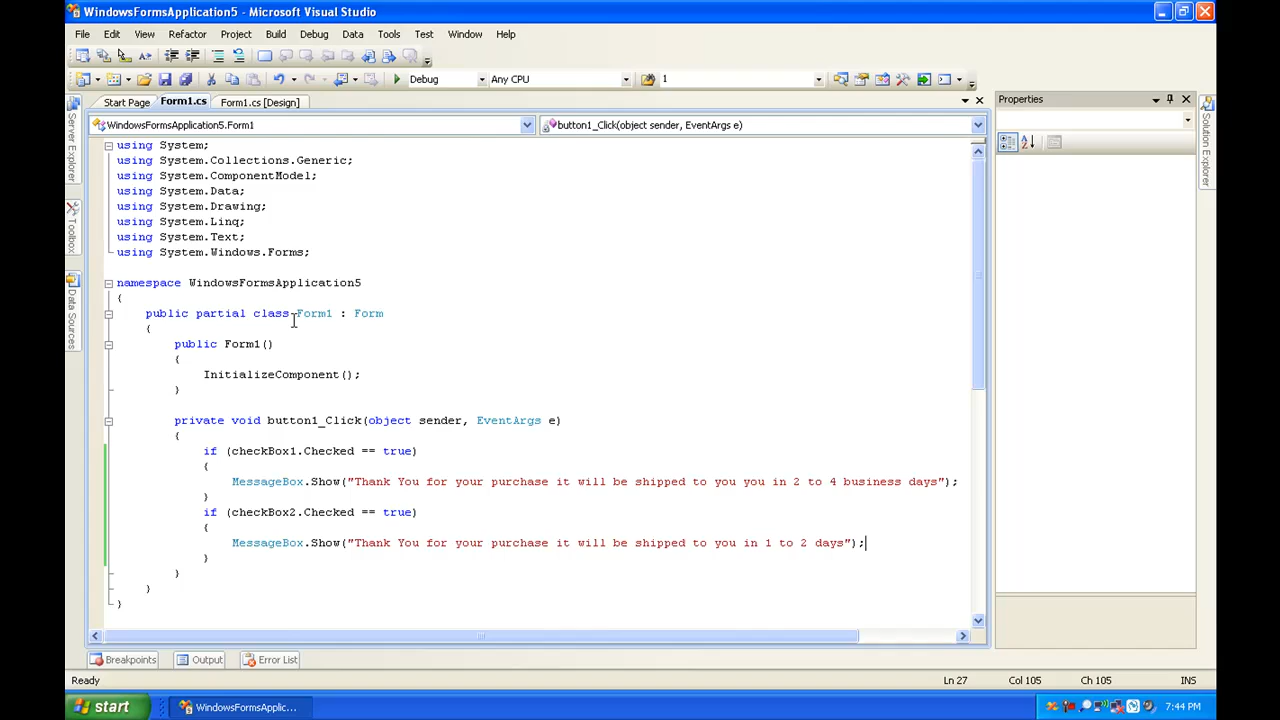 WindowsFormsApplication5 - Microsoft Visual Studio
File Edit View Refactor Project Build Debug Data Tools Test Window Help
Debug Any CPU 1
Start Page Form1.cs Form1.cs [Design]
Properties
WindowsFormsApplication5.Form1 button1_Click(object sender, EventArgs e)
Server Explorer
Toolbox
Data Sources
Solution Explorer
using System;
using System.Collections.Generic;
using System.ComponentModel;
using System.Data;
using System.Drawing;
using System.Linq;
using System.Text;
using System.Windows.Forms;
namespace WindowsFormsApplication5
{
public partial class Form1 : Form
{
public Form1()
{
InitializeComponent();
}
private void button1_Click(object sender, EventArgs e)
{
if (checkBox1.Checked == true)
{
MessageBox.Show("Thank You for your purchase it will be shipped to you you in 2 to 4 business days");
}
if (checkBox2.Checked == true)
{
MessageBox.Show("Thank You for your purchase it will be shipped to you in 1 to 2 days");
}
}
}
}
Breakpoints Output Error List
Ready Ln 27 Col 105 Ch 105 INS
start WindowsFormsApplic... 7:44 PM